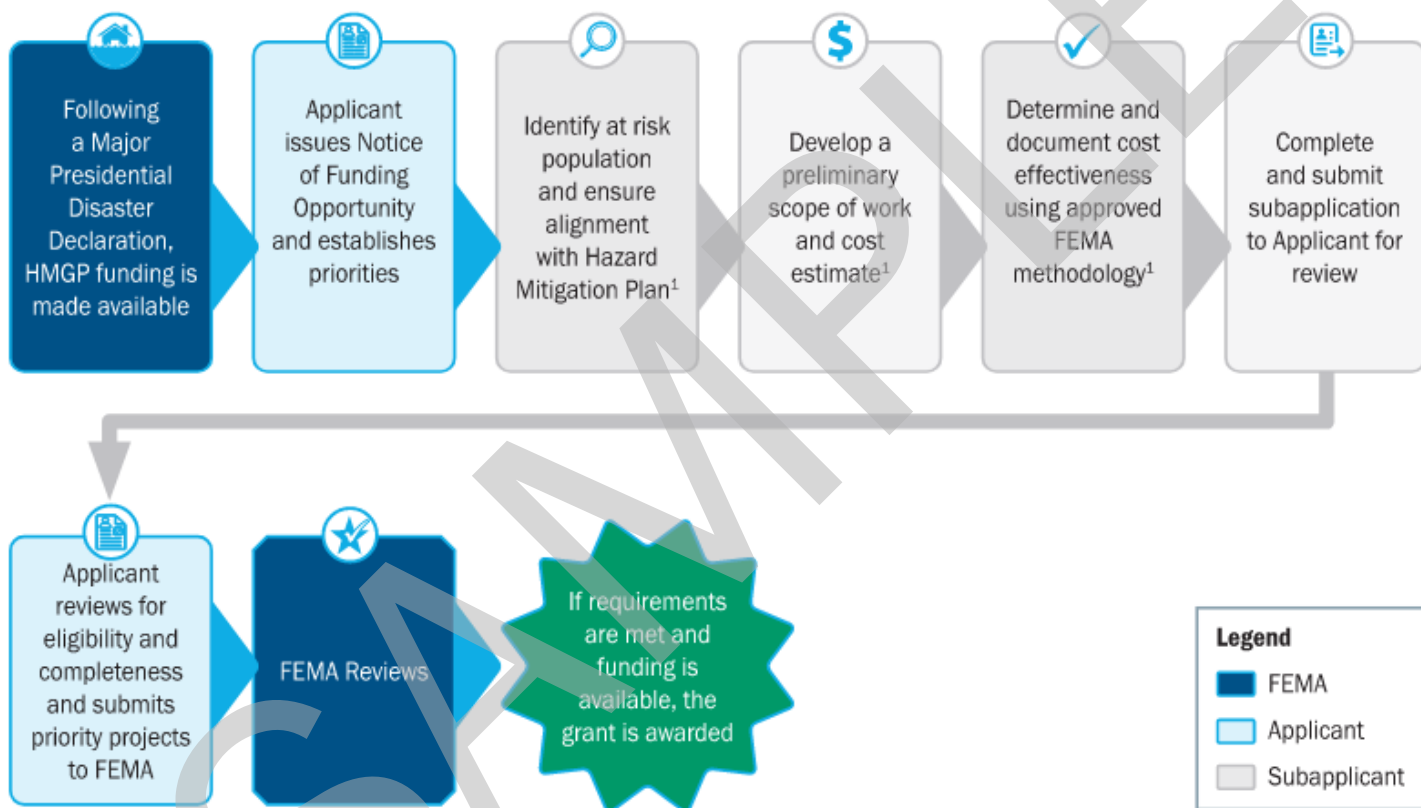 Following
a Major
Presidential
Disaster
Declaration,
HMGP funding is
made available
Applicant
issues Notice
of Funding
Opportunity
and establishes
priorities
Identify at risk
population
and ensure
alignment
with Hazard
Mitigation Plan¹
$
Develop a
preliminary
scope of work
and cost
estimate¹
Determine and
document cost
effectiveness
using approved
FEMA
methodology¹
Complete
and submit
subapplication
to Applicant for
review
Applicant
reviews for
eligibility and
completeness
and submits
priority projects
to FEMA
FEMA Reviews
If requirements
are met and
funding is
available, the
grant is awarded
Legend
FEMA
Applicant
Subapplicant
SAMPLE